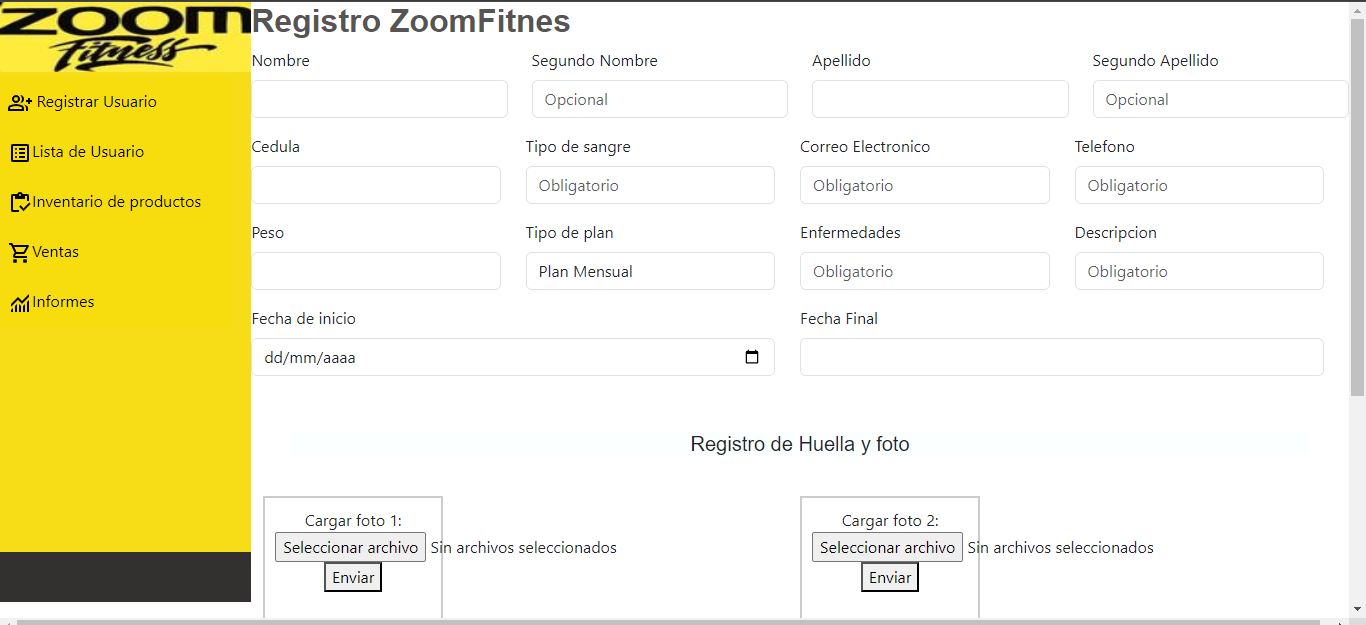 ZOOM
Fitness
Registrar Usuario
Lista de Usuario
Inventario de productos
Ventas
Informes
Registro ZoomFitnes
Nombre Segundo Nombre Apellido Segundo Apellido
Opcional Opcional
Cedula Tipo de sangre Correo Electronico Telefono
Obligatorio Obligatorio Obligatorio
Peso Tipo de plan Enfermedades Descripcion
Plan Mensual Obligatorio Obligatorio
Fecha de inicio Fecha Final
dd/mm/aaaa
Registro de Huella y foto
Cargar foto 1: Cargar foto 2:
Seleccionar archivo Sin archivos seleccionados Seleccionar archivo Sin archivos seleccionados
Enviar Enviar